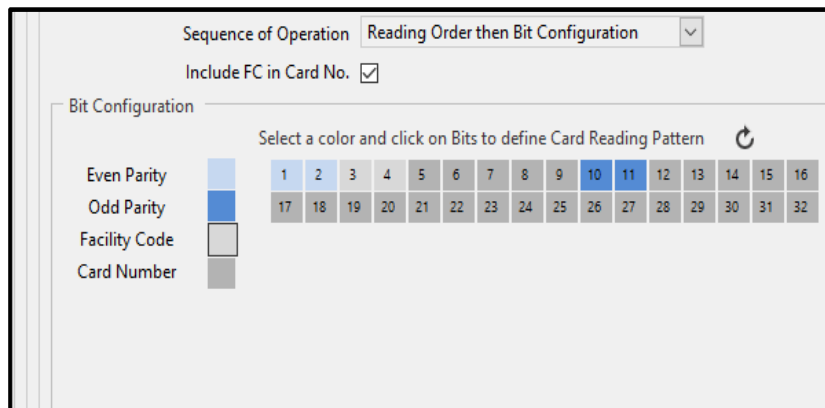 Sequence of Operation Reading Order then Bit Configuration
Include FC in Card No.
Bit Configuration
Select a color and click on Bits to define Card Reading Pattern
Even Parity 1 2 3 4 5 6 7 8 9 10 11 12 13 14 15 16
Odd Parity 17 18 19 20 21 22 23 24 25 26 27 28 29 30 31 32
Facility Code
Card Number